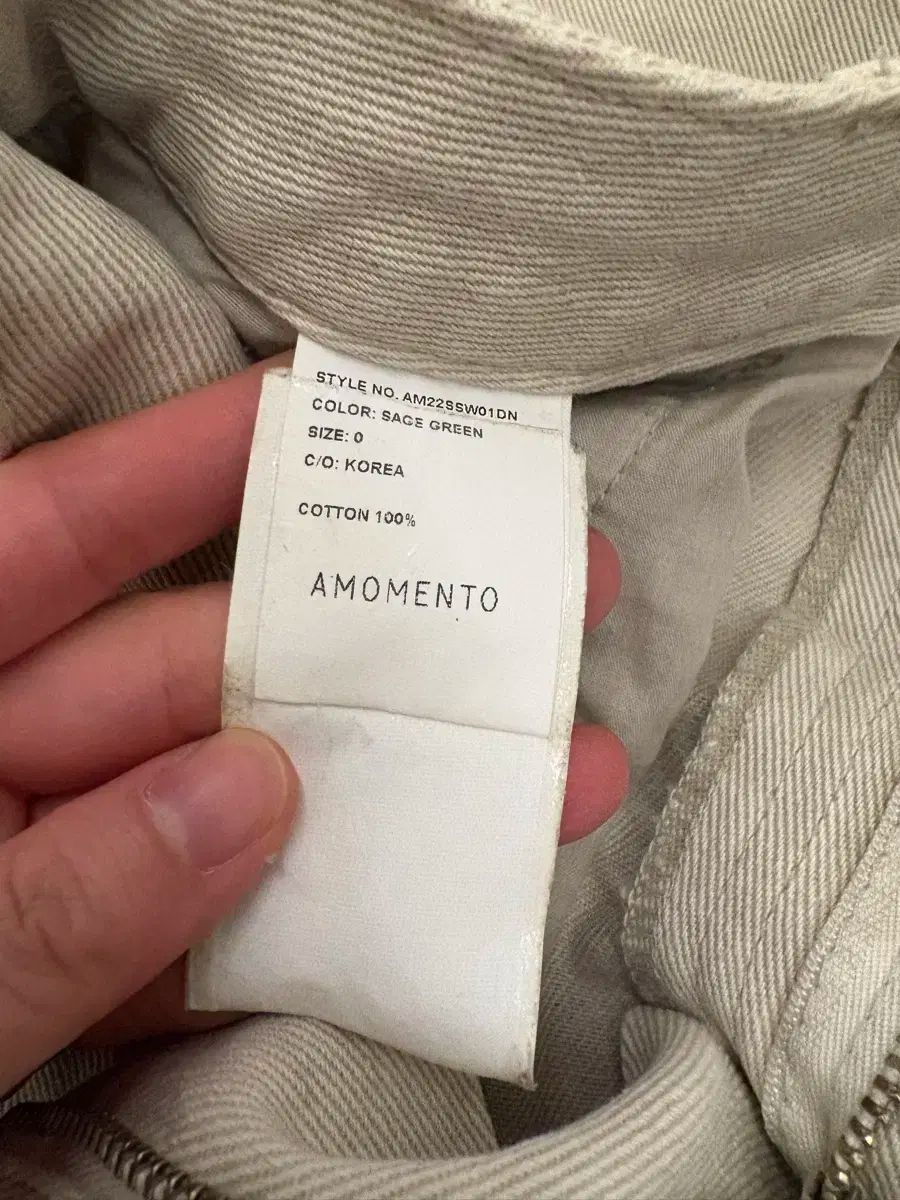 STYLE NO. AM22SSW01DN
COLOR: SAGE GREEN
SIZE: 0
C/O: KOREA
COTTON 100%
AMOMENTO